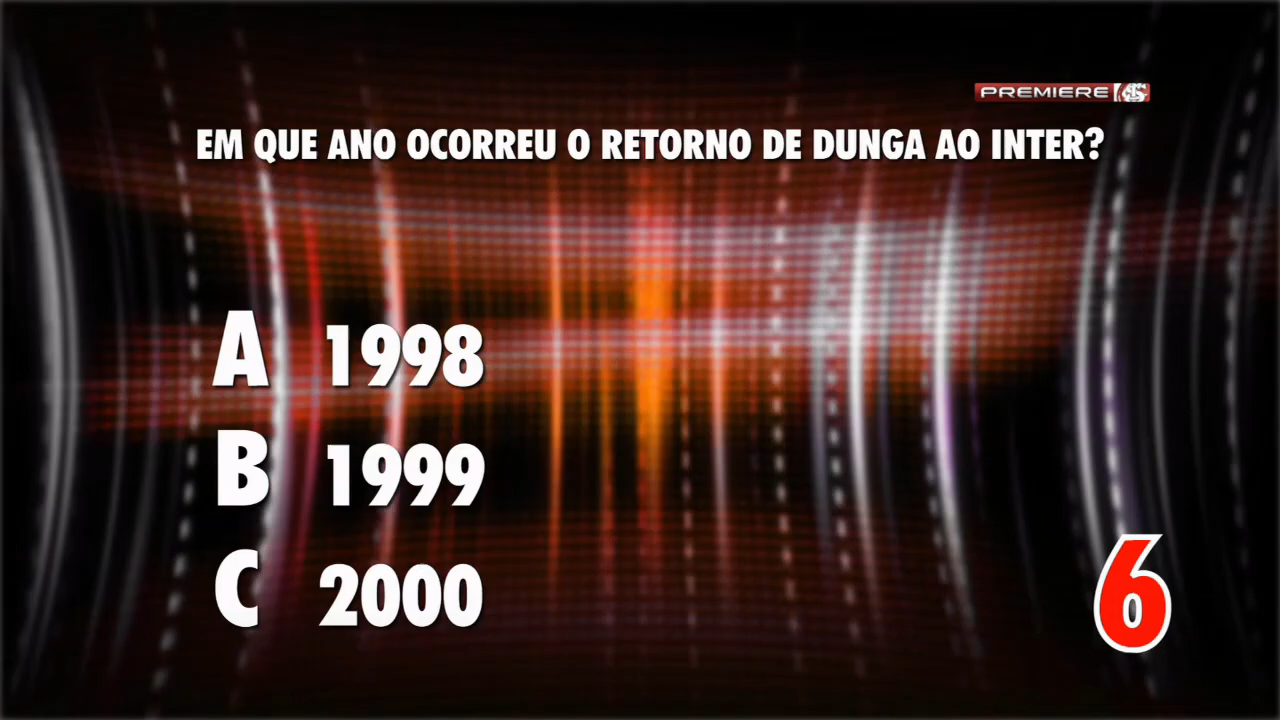 PREMIERE
EM QUE ANO OCORREU O RETORNO DE DUNGA AO INTER?
A 1998
B 1999
C 2000
6